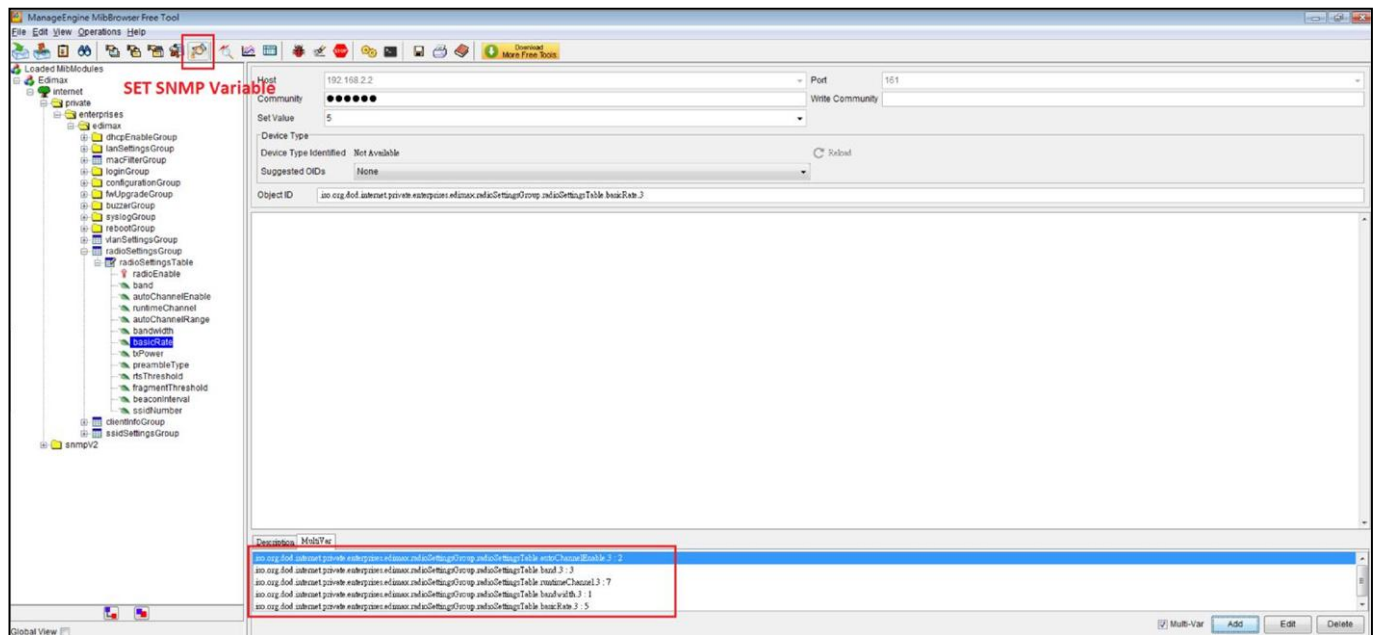 ManageEngine MibBrowser Free Tool
File Edit View Operations Help
STOP
Download
More Free Tools
SET SNMP Variable
Loaded MibModules
Edimax
internet
private
enterprises
edimax
dhcpEnableGroup
lanSettingsGroup
macFilterGroup
loginGroup
configurationGroup
fwUpgradeGroup
buzzerGroup
syslogGroup
rebootGroup
vlanSettingsGroup
radioSettingsGroup
radioSettingsTable
radioEnable
band
autoChannelEnable
runtimeChannel
autoChannelRange
bandwidth
basicRate
txPower
preambleType
rtsThreshold
fragmentThreshold
beaconInterval
ssidNumber
clientInfoGroup
ssidSettingsGroup
snmpV2
Global View
Host 192.168.2.2 Port 161
Community ●●●●●● Write Community
Set Value 5
Device Type
Device Type Identified Not Available Reload
Suggested OIDs None
Object ID .iso.org.dod.internet.private.enterprises.edimax.radioSettingsGroup.radioSettingsTable.basicRate.3
Description MultiVar
.iso.org.dod.internet.private.enterprises.edimax.radioSettingsGroup.radioSettingsTable.autoChannelEnable.3 : 2
.iso.org.dod.internet.private.enterprises.edimax.radioSettingsGroup.radioSettingsTable.band.3 : 3
.iso.org.dod.internet.private.enterprises.edimax.radioSettingsGroup.radioSettingsTable.runtimeChannel.3 : 7
.iso.org.dod.internet.private.enterprises.edimax.radioSettingsGroup.radioSettingsTable.bandwidth.3 : 1
.iso.org.dod.internet.private.enterprises.edimax.radioSettingsGroup.radioSettingsTable.basicRate.3 : 5
Multi-Var Add Edit Delete